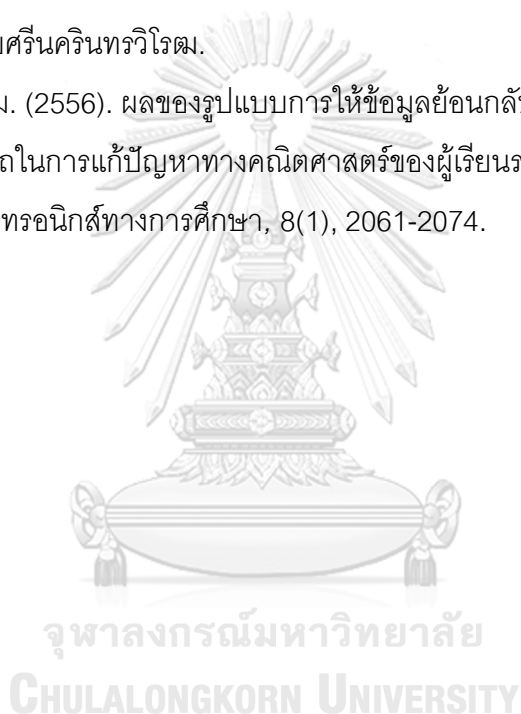 ยศรีนครินทรวิโรฒ.
ม. (2556). ผลของรูปแบบการให้ข้อมูลย้อนกลับ
ถในการแก้ปัญหาทางคณิตศาสตร์ของผู้เรียนร
ทรอนิกส์ทางการศึกษา, 8(1), 2061-2074.
จุฬาลงกรณ์มหาวิทยาลัย
CHULALONGKORN UNIVERSITY